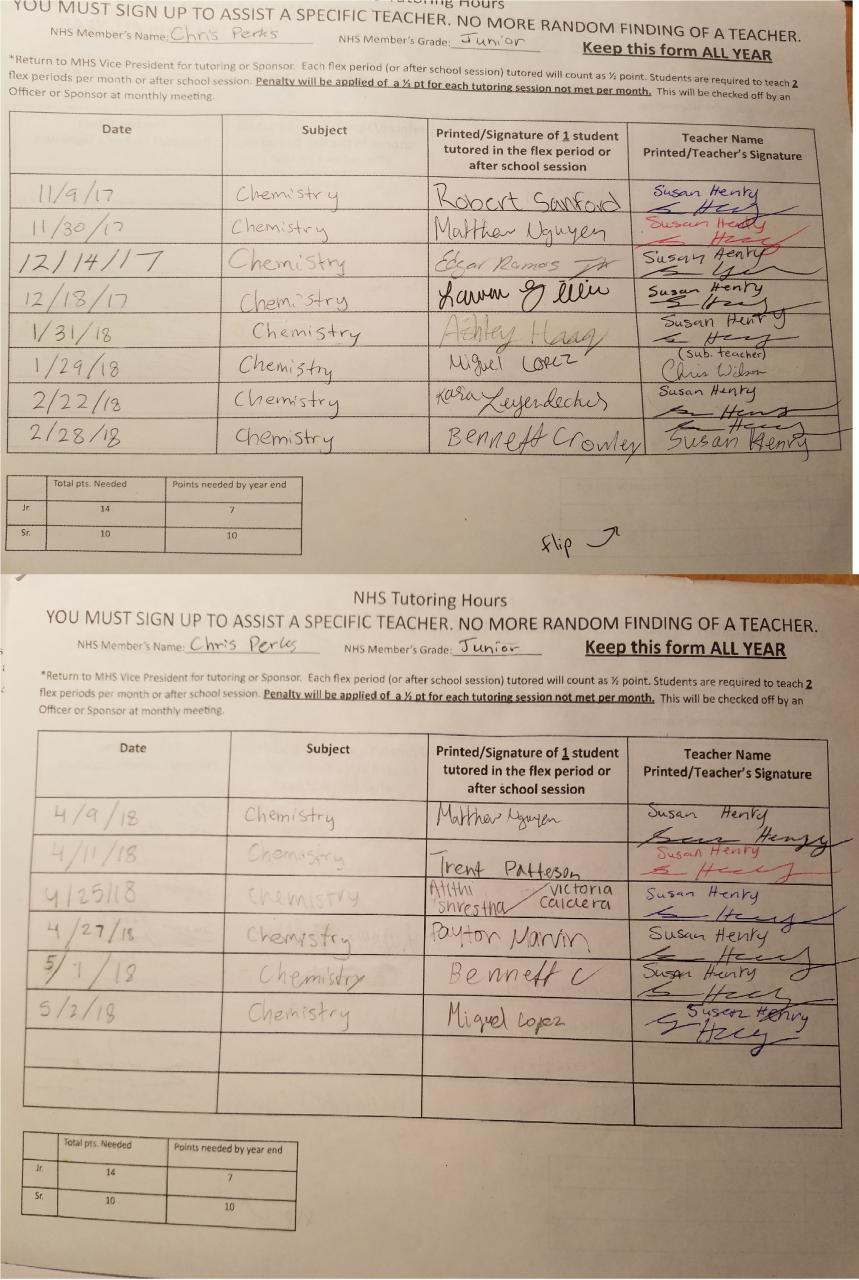 Tutoring Hours
YOU MUST SIGN UP TO ASSIST A SPECIFIC TEACHER. NO MORE RANDOM FINDING OF A TEACHER.
NHS Member's Name: Chris Perks NHS Member's Grade: Junior Keep this form ALL YEAR
*Return to MHS Vice President for tutoring or Sponsor. Each flex period (or after school session) tutored will count as ½ point. Students are required to teach 2
flex periods per month or after school session. Penalty will be applied of a ½ pt for each tutoring session not met per month. This will be checked off by an
Officer or Sponsor at monthly meeting.
Date Subject Printed/Signature of 1 student Teacher Name
tutored in the flex period or Printed/Teacher's Signature
after school session
11/9/17 Chemistry Robert Sanford Susan Henry
11/30/17 Chemistry Matthew Nguyen Susan Henry
12/14/17 Chemistry Edgar Ramos Jr Susan Henry
12/18/17 Chemistry Susan Henry
1/31/18 Chemistry Ashley Haag Susan Henry
(Sub. teacher)
1/29/18 Chemistry Miguel LOPEZ Chris Wilson
2/22/18 Chemistry Kara Leyendecker Susan Henry
2/28/18 Chemistry Bennett Crowley Susan Henry
Total pts. Needed Points needed by year end
Jr. 14 7
Sr. 10 10
flip
NHS Tutoring Hours
YOU MUST SIGN UP TO ASSIST A SPECIFIC TEACHER. NO MORE RANDOM FINDING OF A TEACHER.
NHS Member's Name: Chris Perks NHS Member's Grade: Junior Keep this form ALL YEAR
*Return to MHS Vice President for tutoring or Sponsor. Each flex period (or after school session) tutored will count as ½ point. Students are required to teach 2
flex periods per month or after school session. Penalty will be applied of a ½ pt for each tutoring session not met per month. This will be checked off by an
Officer or Sponsor at monthly meeting.
Date Subject Printed/Signature of 1 student Teacher Name
tutored in the flex period or Printed/Teacher's Signature
after school session
4/9/18 Chemistry Matthew Nguyen Susan Henry
4/11/18 Chemistry Trent Patteson Susan Henry
4/25/18 Chemistry Atithi Shrestha / Victoria Caldera Susan Henry
4/27/18 Chemistry Payton Marvin Susan Henry
5/1/18 Chemistry Bennett C Susan Henry
5/2/18 Chemistry Miguel Lopez Susan Henry
Total pts. Needed Points needed by year end
Jr. 14 7
Sr. 10 10